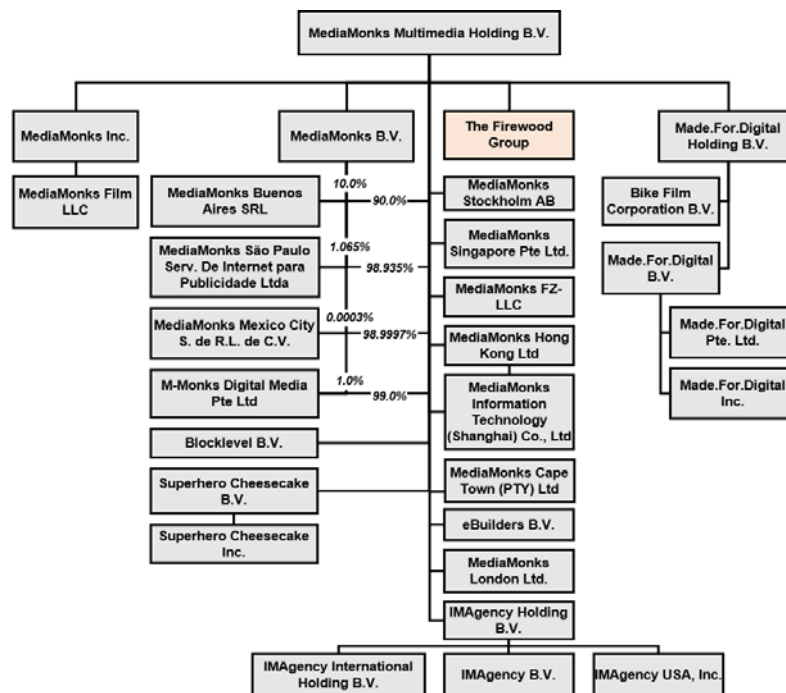 MediaMonks Multimedia Holding B.V.
MediaMonks Inc.
MediaMonks B.V.
The Firewood
Group
Made.For.Digital
Holding B.V.
MediaMonks Film
LLC
10.0%
MediaMonks Buenos
Aires SRL
90.0%
MediaMonks
Stockholm AB
Bike Film
Corporation B.V.
1.065%
MediaMonks São Paulo
Serv. De Internet para
Publicidade Ltda
98.935%
MediaMonks
Singapore Pte Ltd.
Made.For.Digital
B.V.
MediaMonks FZ-
LLC
0.0003%
MediaMonks Mexico City
S. de R.L. de C.V.
98.9997%
MediaMonks Hong
Kong Ltd
Made.For.Digital
Pte. Ltd.
1.0%
M-Monks Digital Media
Pte Ltd
99.0%
MediaMonks
Information
Technology
(Shanghai) Co., Ltd
Made.For.Digital
Inc.
Blocklevel B.V.
Superhero Cheesecake
B.V.
MediaMonks Cape
Town (PTY) Ltd
Superhero Cheesecake
Inc.
eBuilders B.V.
MediaMonks
London Ltd.
IMAgency Holding
B.V.
IMAgency International
Holding B.V.
IMAgency B.V.
IMAgency USA, Inc.